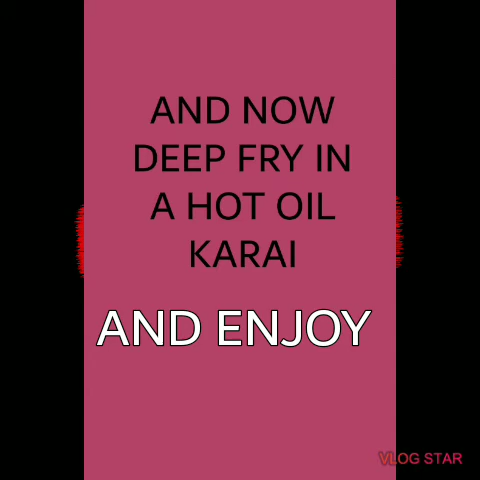 AND NOW
DEEP FRY IN
A HOT OIL
KARAI
AND ENJOY
VLOG STAR